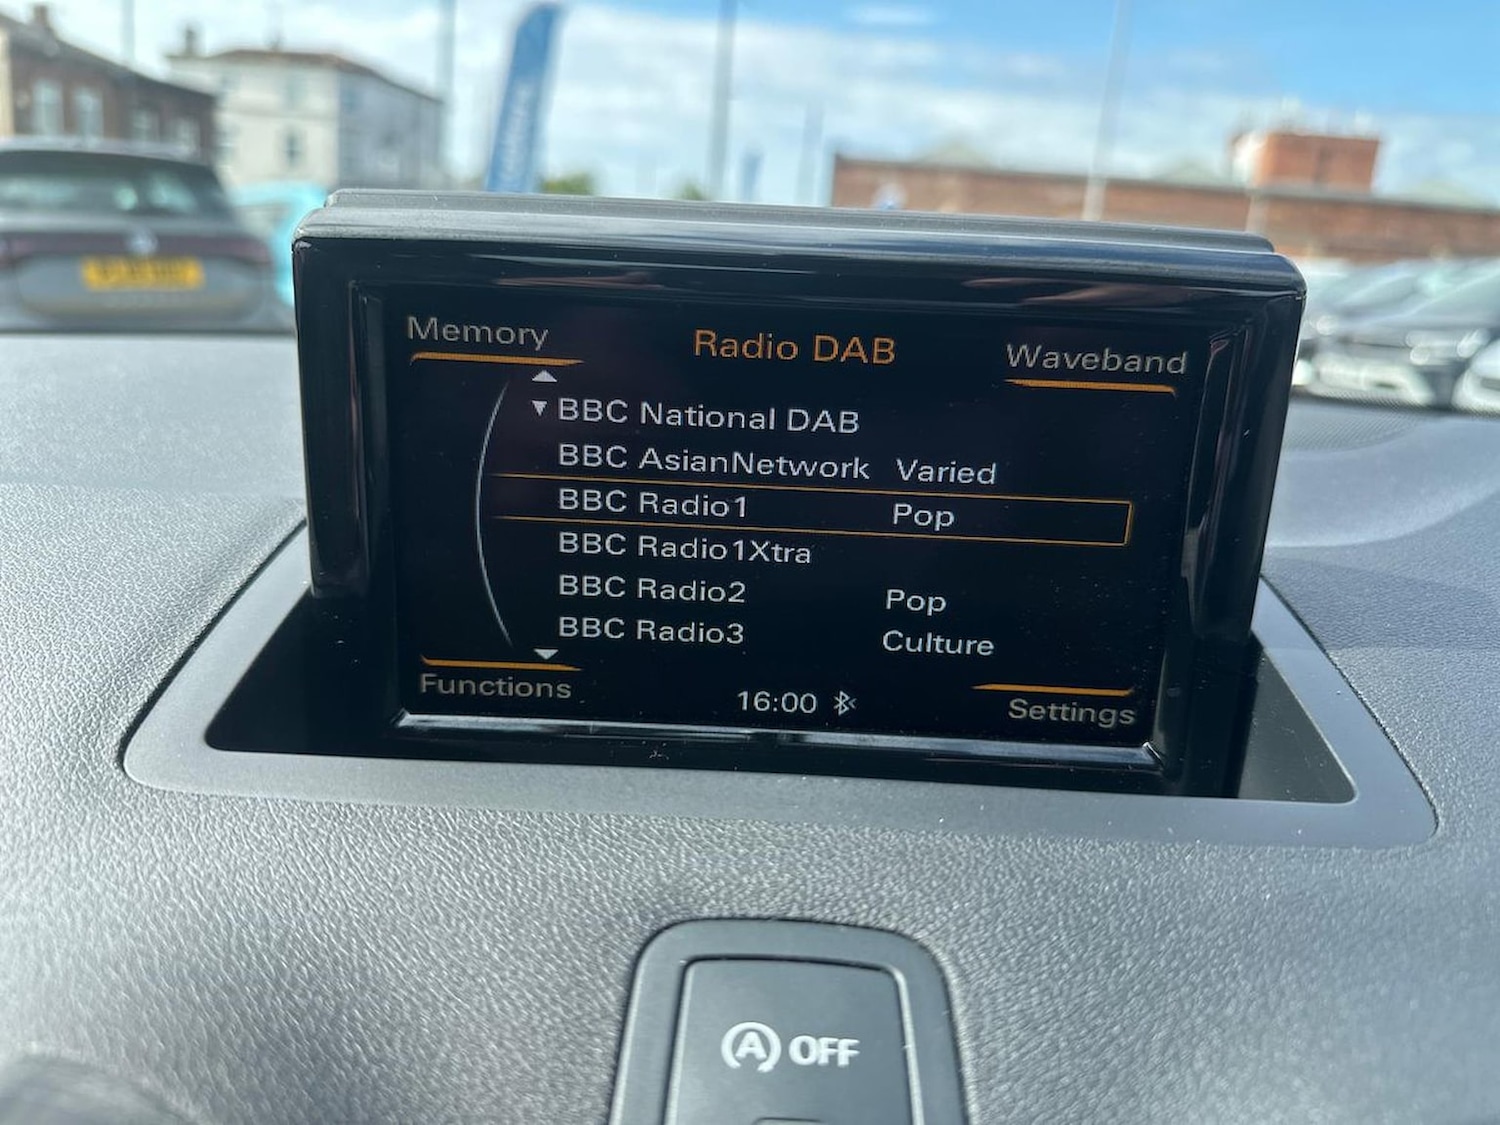 Memory
Radio DAB
Waveband
BBC National DAB
BBC AsianNetwork Varied
BBC Radio1 Pop
BBC Radio1Xtra
BBC Radio2 Pop
BBC Radio3 Culture
Functions
16:00
Settings
A OFF